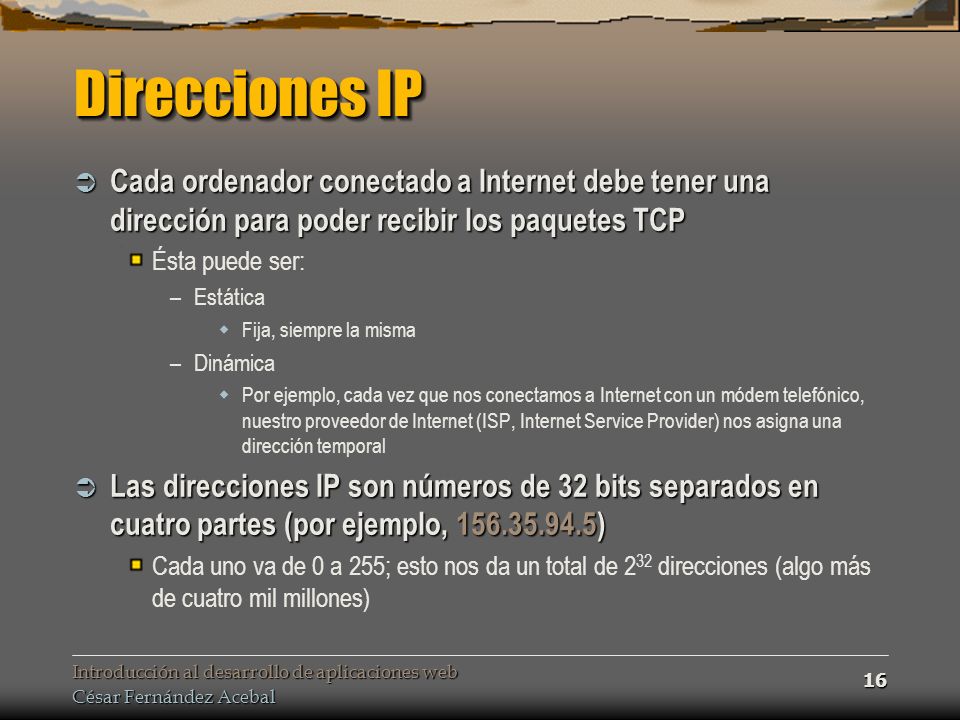 Direcciones IP
Cada ordenador conectado a Internet debe tener una
dirección para poder recibir los paquetes TCP
Ésta puede ser:
–Estática
Fija, siempre la misma
–Dinámica
Por ejemplo, cada vez que nos conectamos a Internet con un módem telefónico,
nuestro proveedor de Internet (ISP, Internet Service Provider) nos asigna una
dirección temporal
Las direcciones IP son números de 32 bits separados en
cuatro partes (por ejemplo, 156.35.94.5)
Cada uno va de 0 a 255; esto nos da un total de 2³² direcciones (algo más
de cuatro mil millones)
Introducción al desarrollo de aplicaciones web
César Fernández Acebal
16